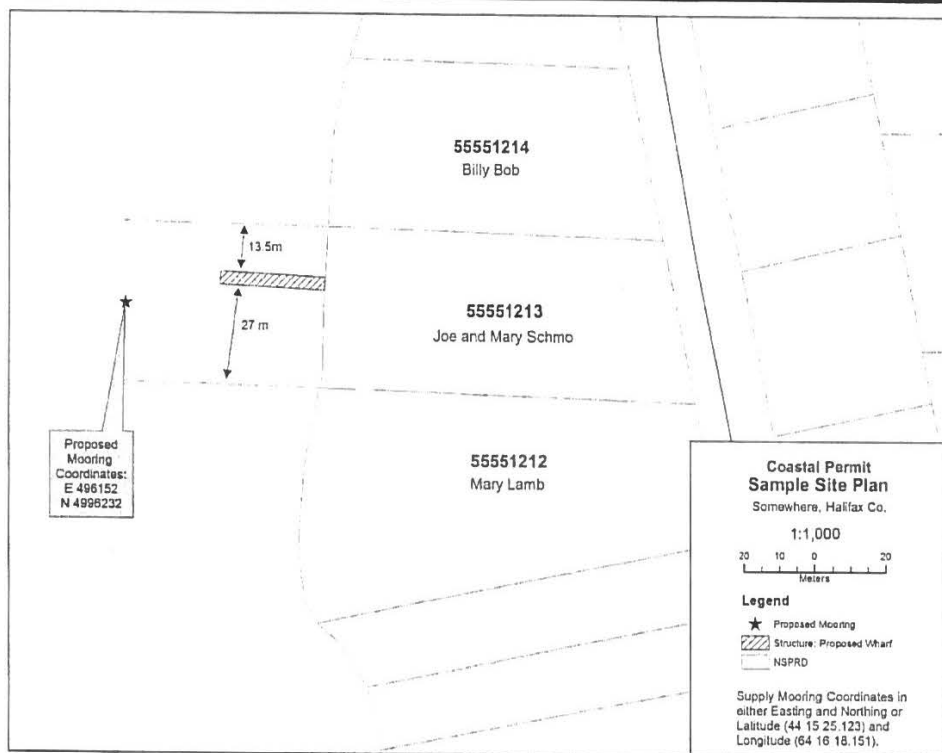 55551214
Billy Bob
13.5m
55551213
Joe and Mary Schmo
27 m
Proposed
Mooring
Coordinates:
E 496152
N 4996232
55551212
Mary Lamb
Coastal Permit
Sample Site Plan
Somewhere, Halifax Co.
1:1,000
20 10 0 20
Meters
Legend
Proposed Mooring
Structure: Proposed Wharf
NSPRD
Supply Mooring Coordinates in
either Easting and Northing or
Latitude (44 15 25.123) and
Longitude (64 16 18.151).